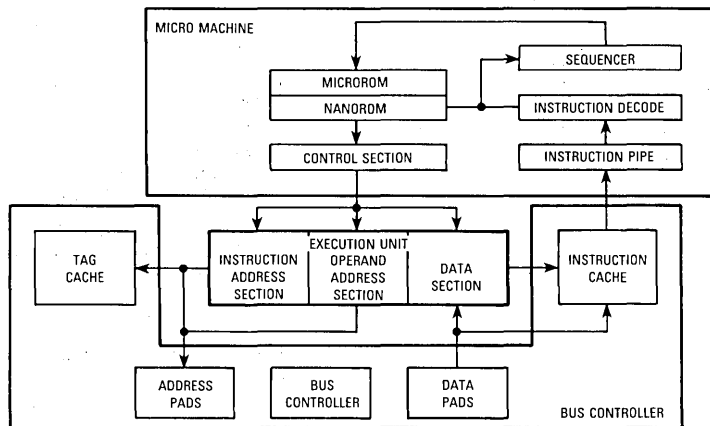 MICRO MACHINE
SEQUENCER
MICROROM
NANOROM
INSTRUCTION DECODE
CONTROL SECTION
INSTRUCTION PIPE
TAG
CACHE
INSTRUCTION
ADDRESS
SECTION
EXECUTION UNIT
OPERAND
ADDRESS
SECTION
DATA
SECTION
INSTRUCTION
CACHE
ADDRESS
PADS
BUS
CONTROLLER
DATA
PADS
BUS CONTROLLER